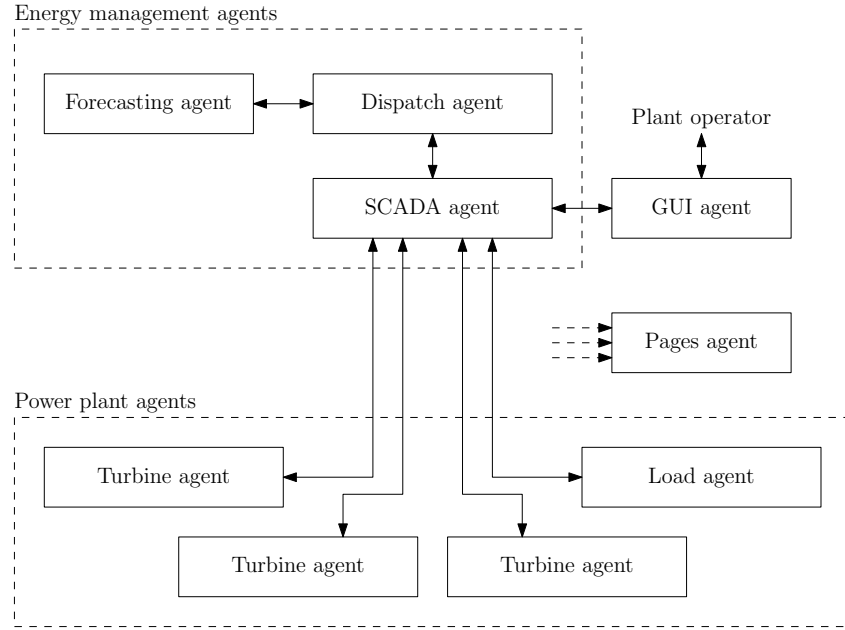 Energy management agents
Forecasting agent
Dispatch agent
Plant operator
SCADA agent
GUI agent
Pages agent
Power plant agents
Turbine agent
Load agent
Turbine agent
Turbine agent